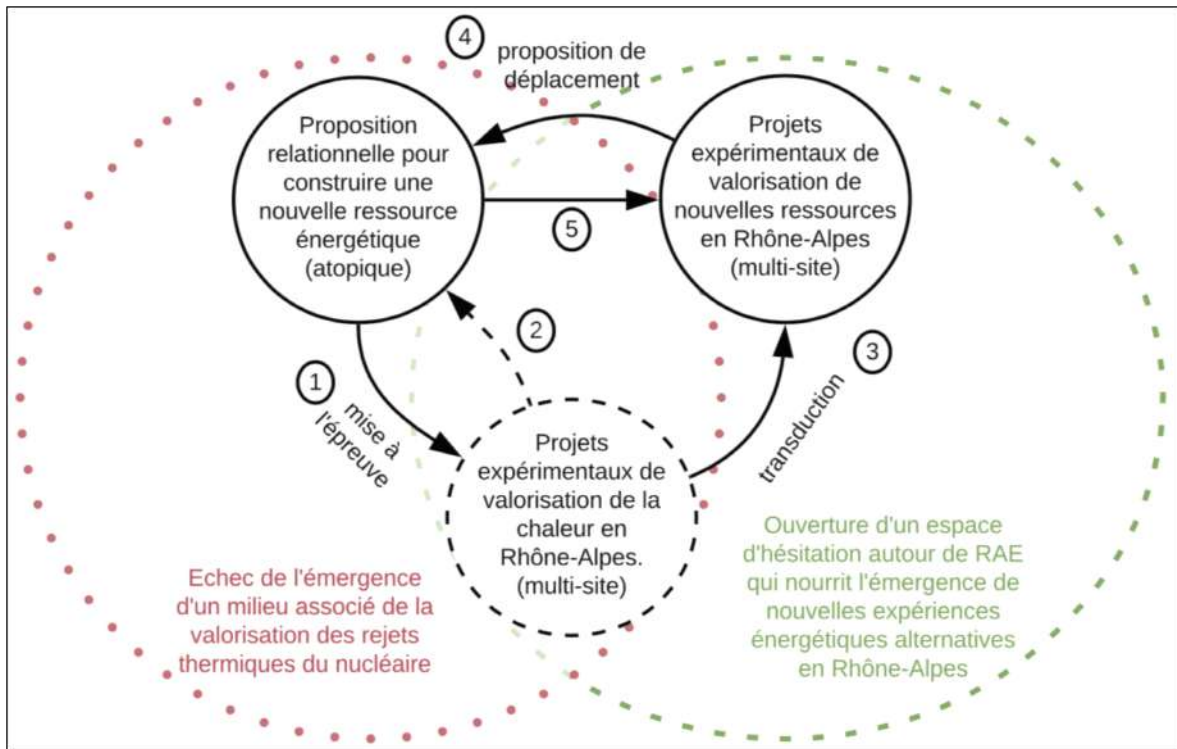 4
proposition de
déplacement
Proposition
relationnelle pour
construire une
nouvelle ressource
énergétique
(atopique)
Projets
expérimentaux de
valorisation de
nouvelles ressources
en Rhône-Alpes
(multi-site)
5
2
1
mise à
l'épreuve
3
transduction
Projets
expérimentaux de
valorisation de la
chaleur en
Rhône-Alpes.
(multi-site)
Echec de l'émergence
d'un milieu associé de la
valorisation des rejets
thermiques du nucléaire
Ouverture d'un espace
d'hésitation autour de RAE
qui nourrit l'émergence de
nouvelles expériences
énergétiques alternatives
en Rhône-Alpes